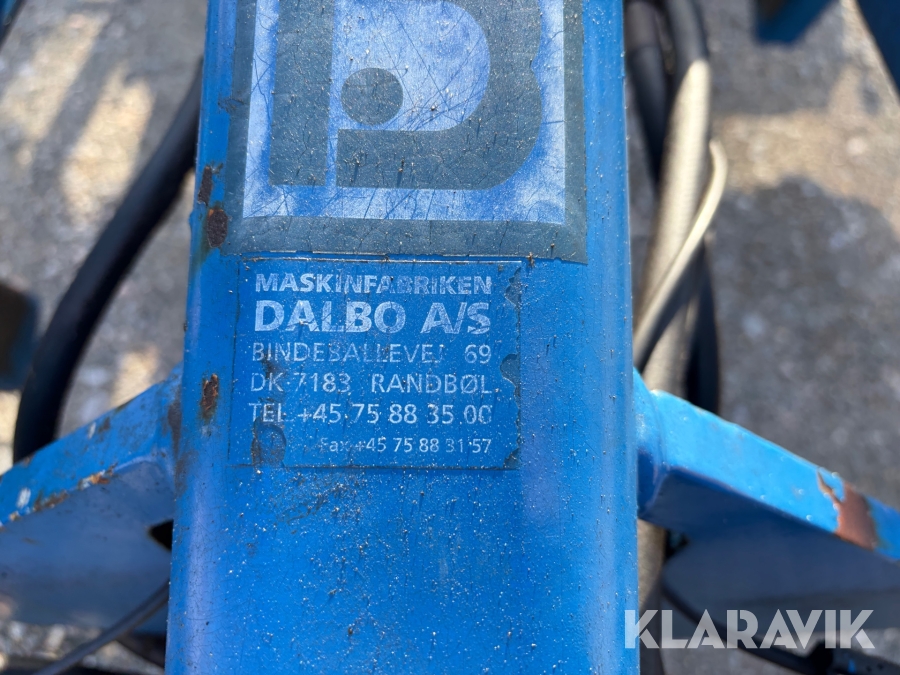 MASKINFABRIKEN
DALBO A/S
BINDEBALLEVEJ 69
DK-7183 RANDBØL
TEL. +45 75 88 35 00
Fax +45 75 88 31 57
KLARAVIK